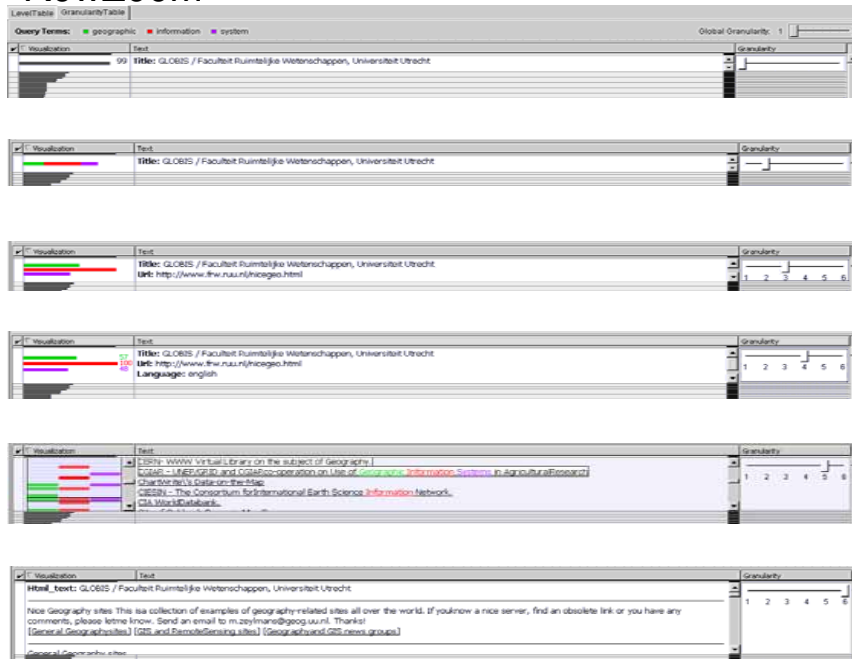 LevelTable GranularityTable
Query Terms: geographic information system Global Granularity: 1
Visualization Text Granularity
99 Title: GLOBIS / Faculteit Ruimtelijke Wetenschappen, Universiteit Utrecht
Visualization Text Granularity
Title: GLOBIS / Faculteit Ruimtelijke Wetenschappen, Universiteit Utrecht
Visualization Text Granularity
Title: GLOBIS / Faculteit Ruimtelijke Wetenschappen, Universiteit Utrecht
Url: http://www.frw.ruu.nl/nicegeo.html
1 2 3 4 5 6
Visualization Text Granularity
57 Title: GLOBIS / Faculteit Ruimtelijke Wetenschappen, Universiteit Utrecht
100 Url: http://www.frw.ruu.nl/nicegeo.html
48 Language: english
1 2 3 4 5 6
Visualization Text Granularity
CERN- WWW Virtual Library on the subject of Geography.
CGIAR - UNEP/GRID and CGIARco-operation on Use of Geographic Information Systems in AgriculturalResearch
ChartWrite\'s Data-on-the-Map
CIESIN - The Consortium forInternational Earth Science Information Network.
CIA WorldDatabank.
1 2 3 4 5 6
Visualization Text Granularity
Html_text: GLOBIS / Faculteit Ruimtelijke Wetenschappen, Universiteit Utrecht
1 2 3 4 5 6
Nice Geography sites This isa collection of examples of geography-related sites all over the world. If youknow a nice server, find an obsolete link or you have any
comments, please letme know. Send an email to m.zeylmans@geog.uu.nl. Thanks!
[General Geographysites] [GIS and RemoteSensing sites] [Geographyand GIS news groups]
General Geography sites